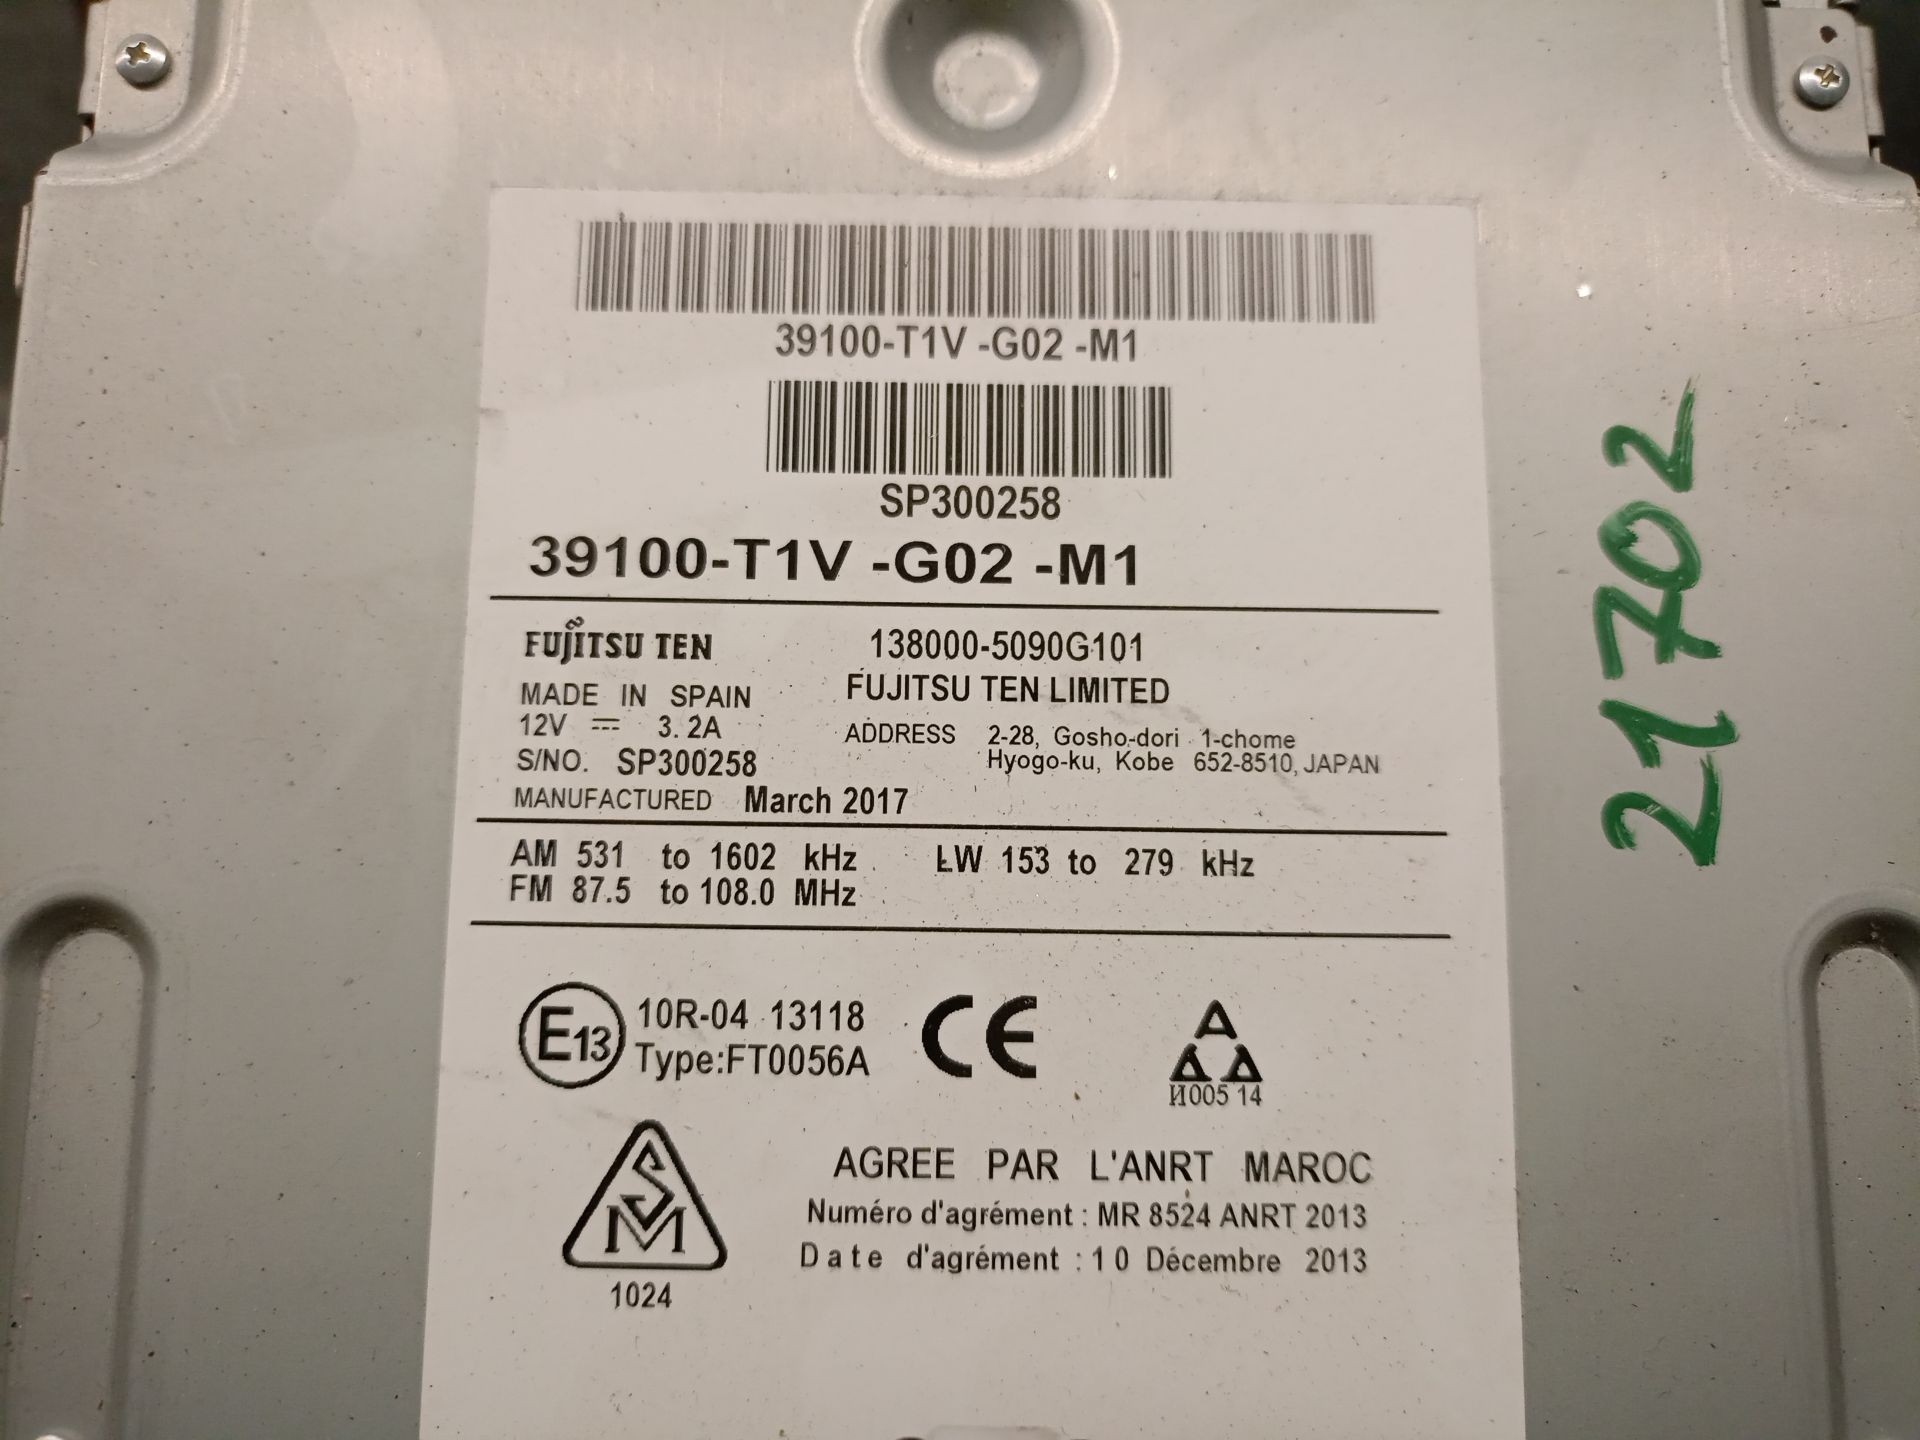 39100-T1V -G02 -M1
SP300258
39100-T1V -G02 -M1
FUJITSU TEN 138000-5090G101
MADE IN SPAIN FUJITSU TEN LIMITED
12V 3.2A ADDRESS 2-28, Gosho-dori 1-chome
S/NO. SP300258 Hyogo-ku, Kobe 652-8510, JAPAN
MANUFACTURED March 2017
AM 531 to 1602 kHz LW 153 to 279 kHz
FM 87.5 to 108.0 MHz
E13 10R-04 13118 CE
Type:FT0056A
И005 14
SM
1024
AGREE PAR L'ANRT MAROC
Numéro d'agrément : MR 8524 ANRT 2013
Date d'agrément : 10 Décembre 2013
21702